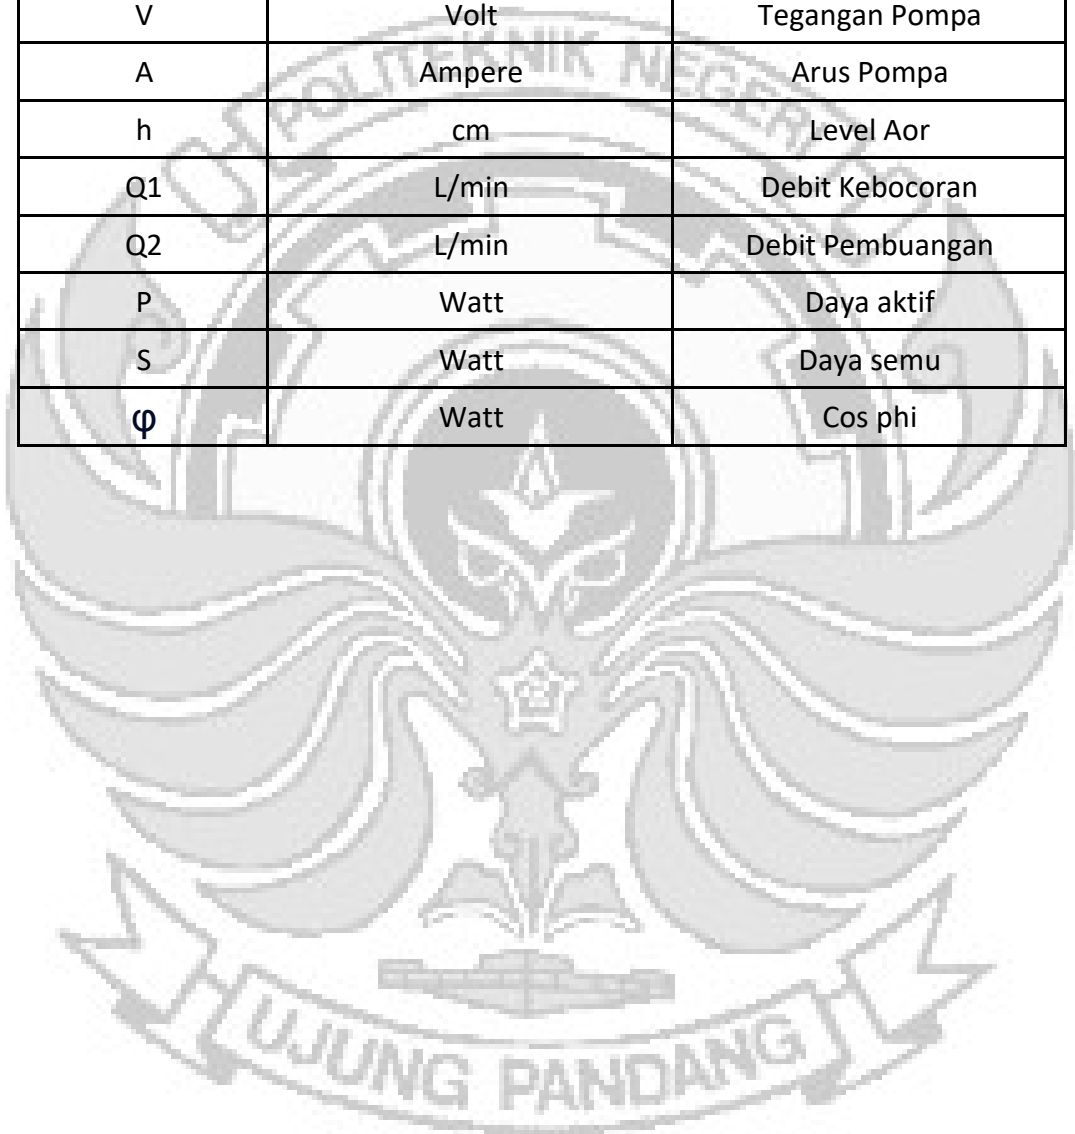 V Volt Tegangan Pompa
A Ampere Arus Pompa
h cm Level Aor
Q1 L/min Debit Kebocoran
Q2 L/min Debit Pembuangan
P Watt Daya aktif
S Watt Daya semu
φ Watt Cos phi
POLITEKNIK NEGERI
UJUNG PANDANG